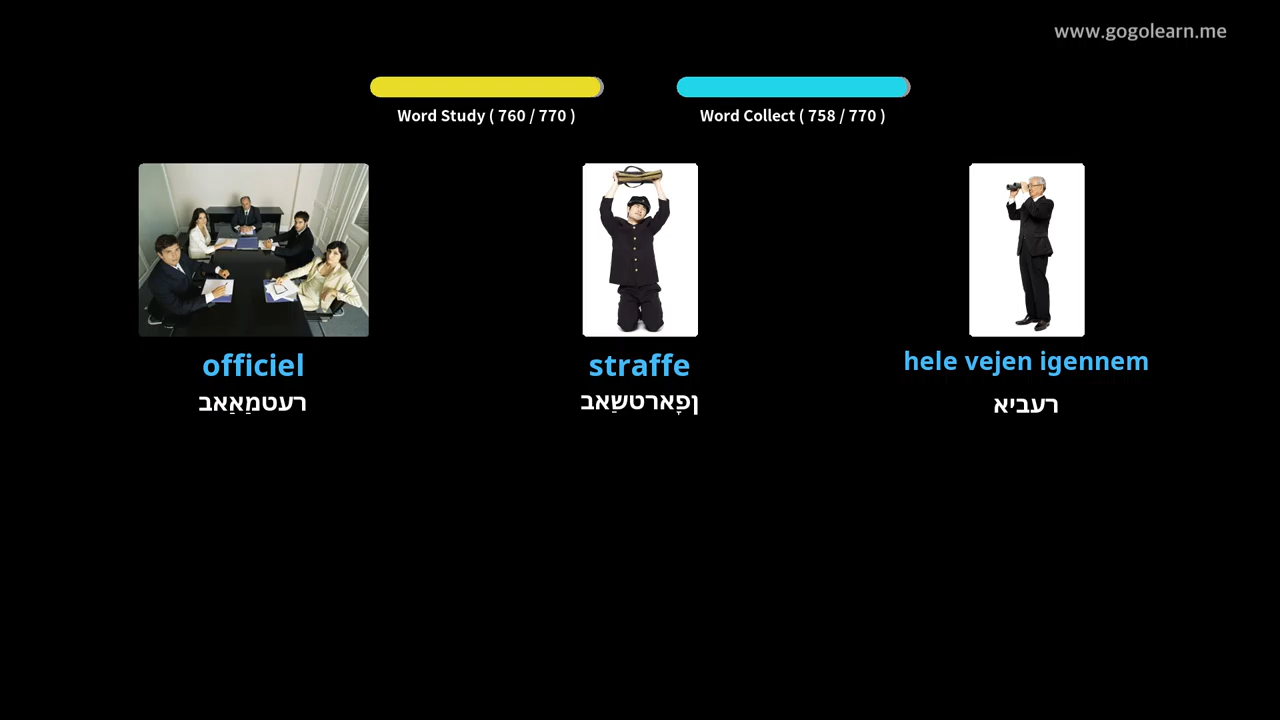 www.gogolearn.me
Word Study ( 760 / 770 )
Word Collect ( 758 / 770 )
officiel
רעטמַאַאב
straffe
ןפָארטשַאב
hele vejen igennem
רעביא